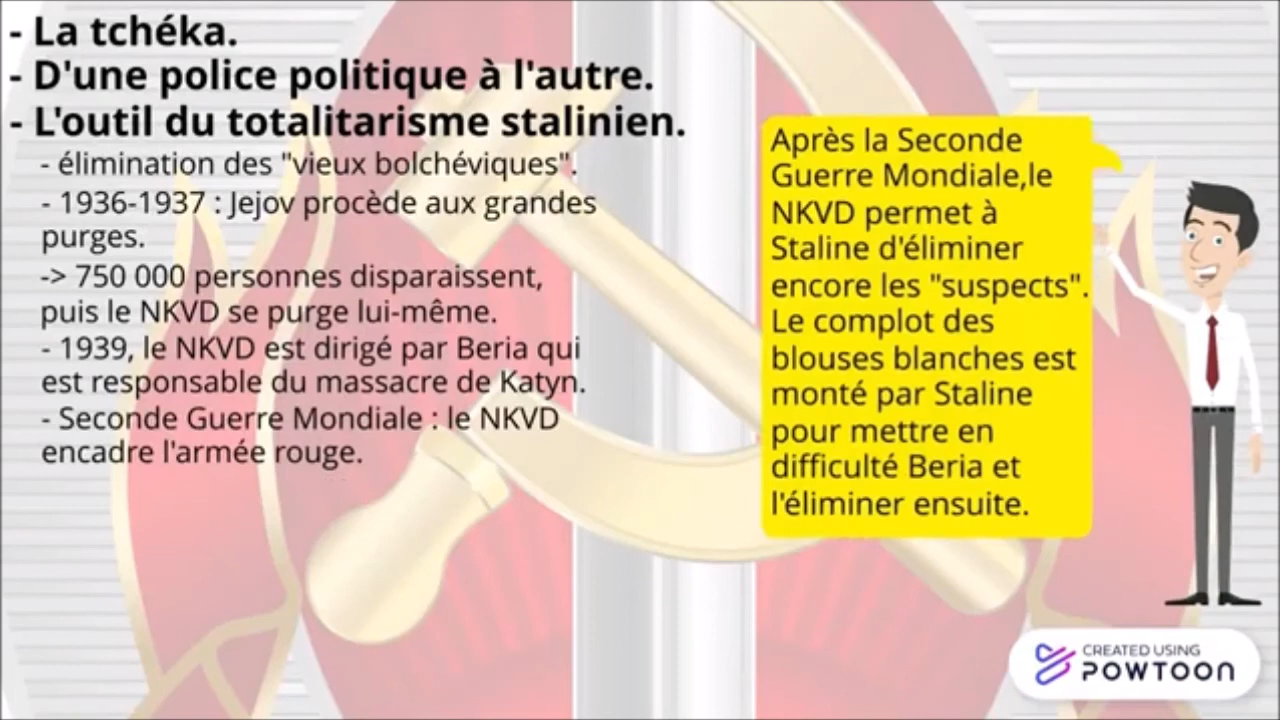 - La tchéka.
- D'une police politique à l'autre.
- L'outil du totalitarisme stalinien.
- élimination des "vieux bolchéviques".
- 1936-1937 : Jejov procède aux grandes
purges.
-> 750 000 personnes disparaissent,
puis le NKVD se purge lui-même.
- 1939, le NKVD est dirigé par Beria qui
est responsable du massacre de Katyn.
- Seconde Guerre Mondiale : le NKVD
encadre l'armée rouge.
Après la Seconde
Guerre Mondiale,le
NKVD permet à
Staline d'éliminer
encore les "suspects".
Le complot des
blouses blanches est
monté par Staline
pour mettre en
difficulté Beria et
l'éliminer ensuite.
CREATED USING
POWTOON